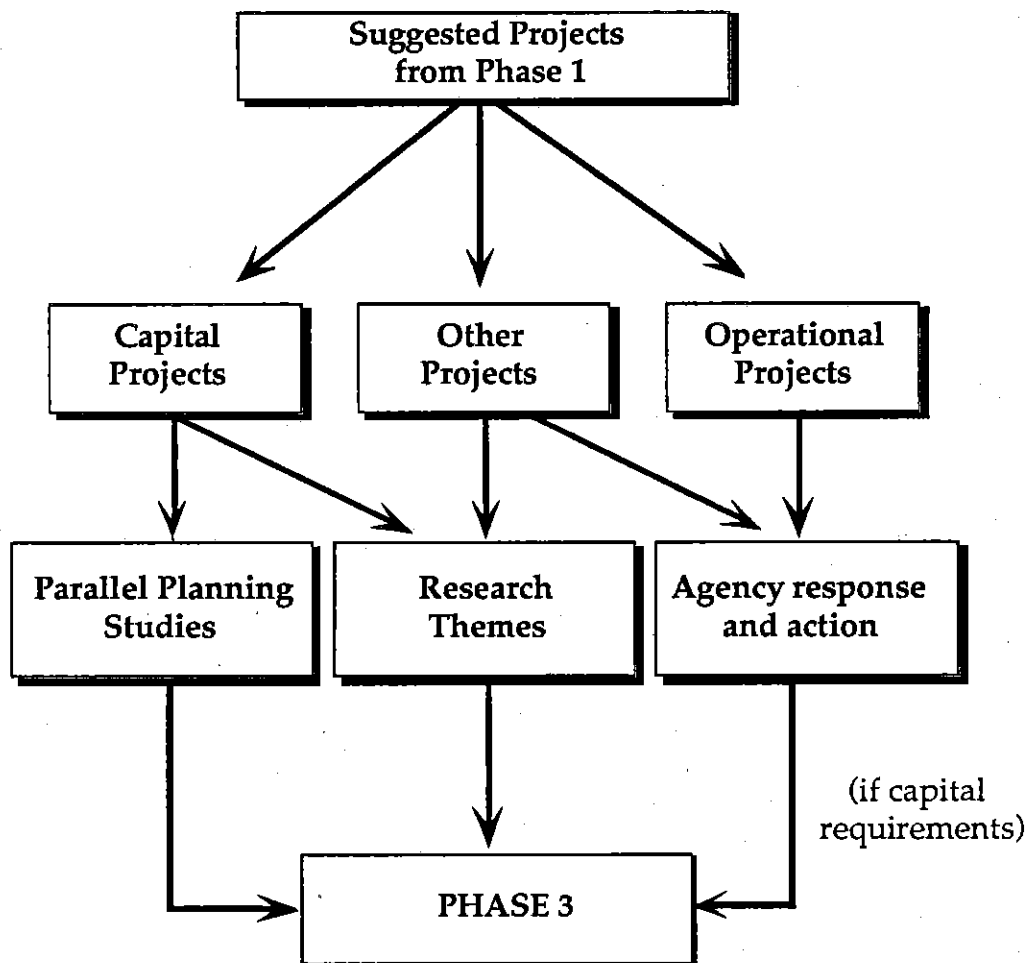 Suggested Projects
from Phase 1
Capital
Projects
Other
Projects
Operational
Projects
Parallel Planning
Studies
Research
Themes
Agency response
and action
(if capital
requirements)
PHASE 3